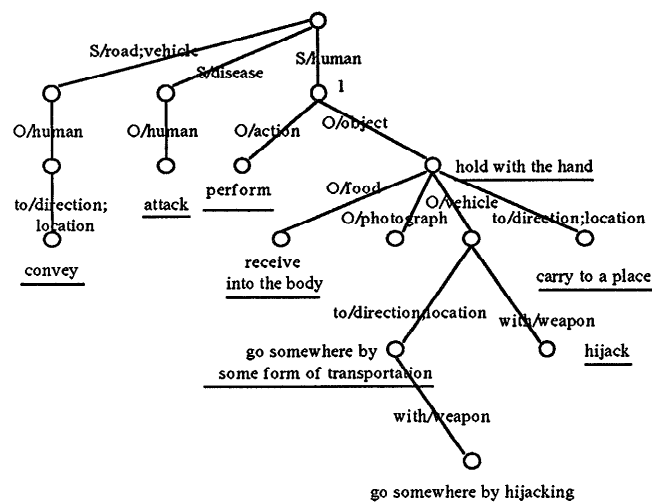 S/road;vehicle
S/disease
S/human
1
O/human
O/human
O/action
O/object
hold with the hand
to/direction;
location
attack
perform
O/food
O/photograph
O/vehicle
to/direction;location
convey
receive
into the body
carry to a place
to/direction;location
with/weapon
go somewhere by
some form of transportation
hijack
with/weapon
go somewhere by hijacking